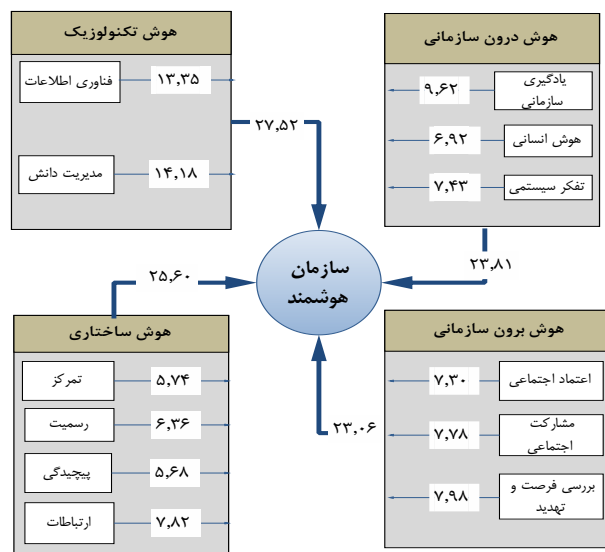 هوش درون سازمانی
یادگیری
سازمانی
۹,۶۲
هوش انسانی
۶,۹۲
تفکر سیستمی
۷,۴۳
۲۳,۸۱
هوش تکنولوزیک
فناوری اطلاعات
۱۳,۳۵
مدیریت دانش
۱۴,۱۸
۲۷,۵۲
سازمان
هوشمند
هوش برون سازمانی
اعتماد اجتماعی
۷,۳۰
مشارکت
اجتماعی
۷,۷۸
بررسی فرصت و
تهدید
۷,۹۸
۲۳,۰۶
۲۵,۶۰
هوش ساختاری
تمرکز
۵,۷۴
رسمیت
۶,۳۶
پیچیدگی
۵,۶۸
ارتباطات
۷,۸۲